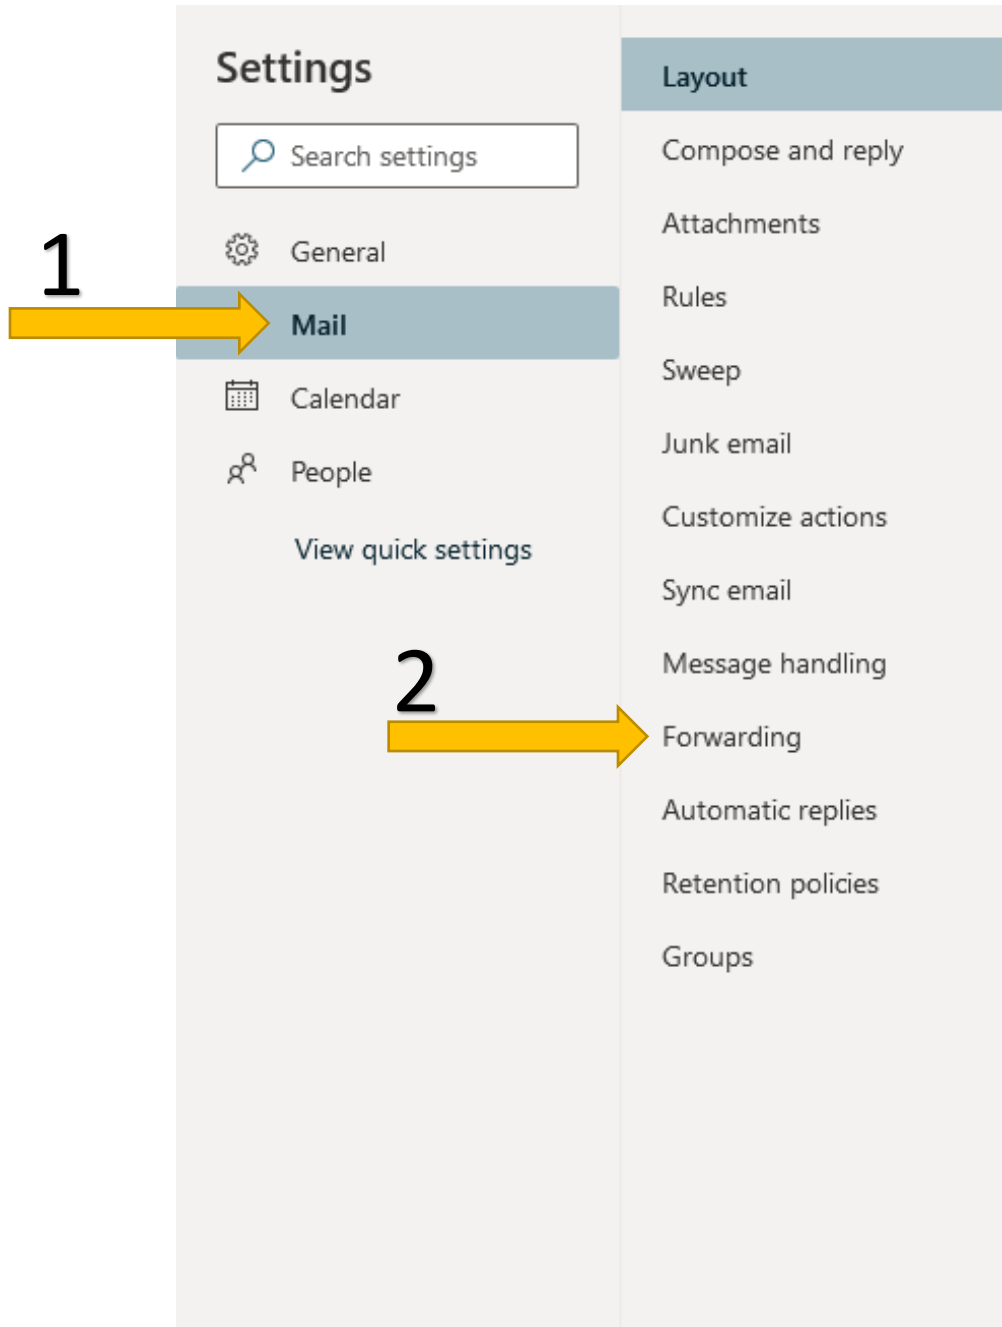 Settings
Search settings
1
General
Mail
Calendar
People
View quick settings
2
Layout
Compose and reply
Attachments
Rules
Sweep
Junk email
Customize actions
Sync email
Message handling
Forwarding
Automatic replies
Retention policies
Groups